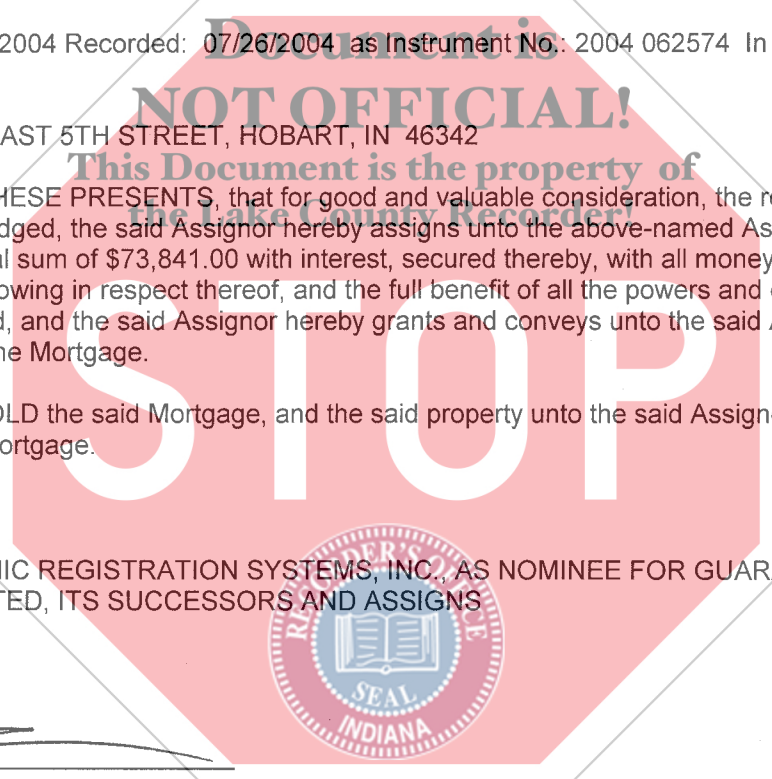 2004 Recorded: 07/26/2004 as Instrument No.: 2004 062574 In
Document is
NOT OFFICIAL!
AST 5TH STREET, HOBART, IN 46342
This Document is the property of
HESE PRESENTS, that for good and valuable consideration, the re
the Lake County Recorder!
dged, the said Assignor hereby assigns unto the above-named As
al sum of $73,841.00 with interest, secured thereby, with all money
owing in respect thereof, and the full benefit of all the powers and
d, and the said Assignor hereby grants and conveys unto the said
he Mortgage.
STOP
OLD the said Mortgage, and the said property unto the said Assign
ortgage.
IC REGISTRATION SYSTEMS, INC., AS NOMINEE FOR GUAR
TED, ITS SUCCESSORS AND ASSIGNS
RECORDER'S OFFICE
SEAL
INDIANA